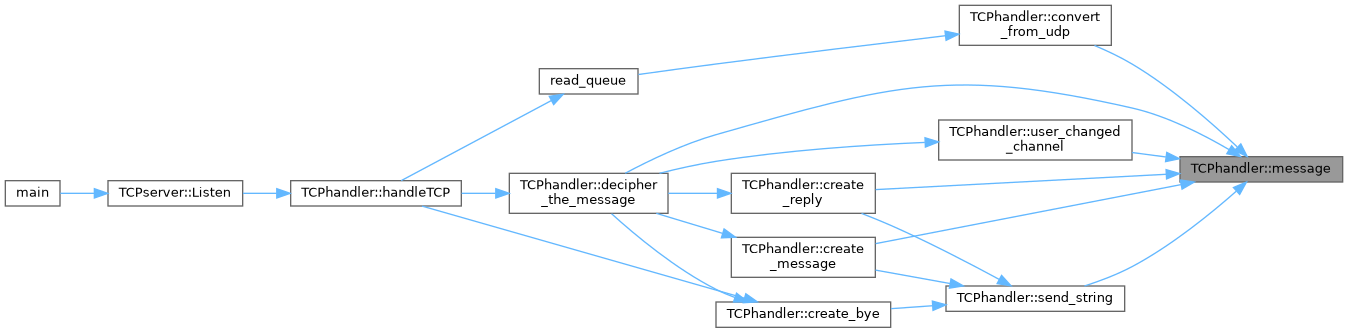 TCPhandler::convert
_from_udp
read_queue
TCPhandler::user_changed
_channel
TCPhandler::message
main
TCPserver::Listen
TCPhandler::handleTCP
TCPhandler::decipher
_the_message
TCPhandler::create
_reply
TCPhandler::create
_message
TCPhandler::send_string
TCPhandler::create_bye